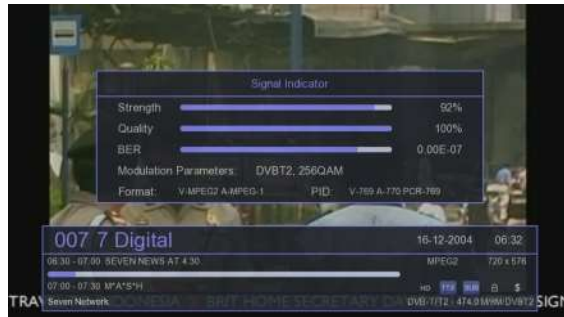 Signal Indicator
Strength 92%
Quality 100%
BER 0.00E-07
Modulation Parameters: DVBT2, 256QAM
Format: V-MPEG2 A-MPEG-1 PID: V-769 A-770 PCR-769
007 7 Digital 16-12-2004 06:32
06:30 - 07:00 SEVEN NEWS AT 4.30 MPEG2 720 x 576
07:00 - 07:30 M*A*S*H HD TTX SUB $
Seven Network DVB-T/T2 - 474.0 M/8M/DVBT2
TRAV INDONESIA BRIT HOME SECRETARY DA SIGN